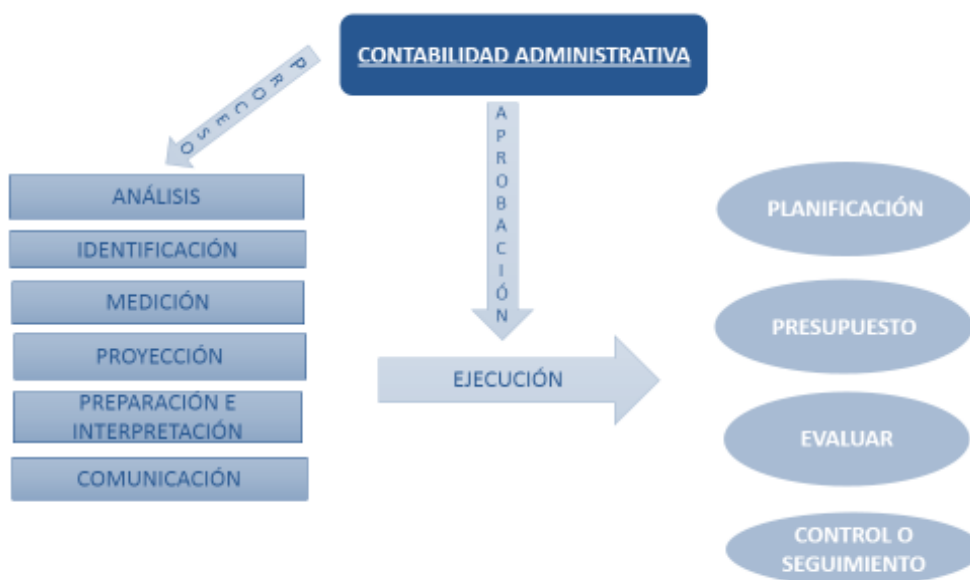 CONTABILIDAD ADMINISTRATIVA
PROCESO
APROBACIÓN
ANÁLISIS
IDENTIFICACIÓN
MEDICIÓN
PROYECCIÓN
PREPARACIÓN E
INTERPRETACIÓN
COMUNICACIÓN
EJECUCIÓN
PLANIFICACIÓN
PRESUPUESTO
EVALUAR
CONTROL O
SEGUIMIENTO